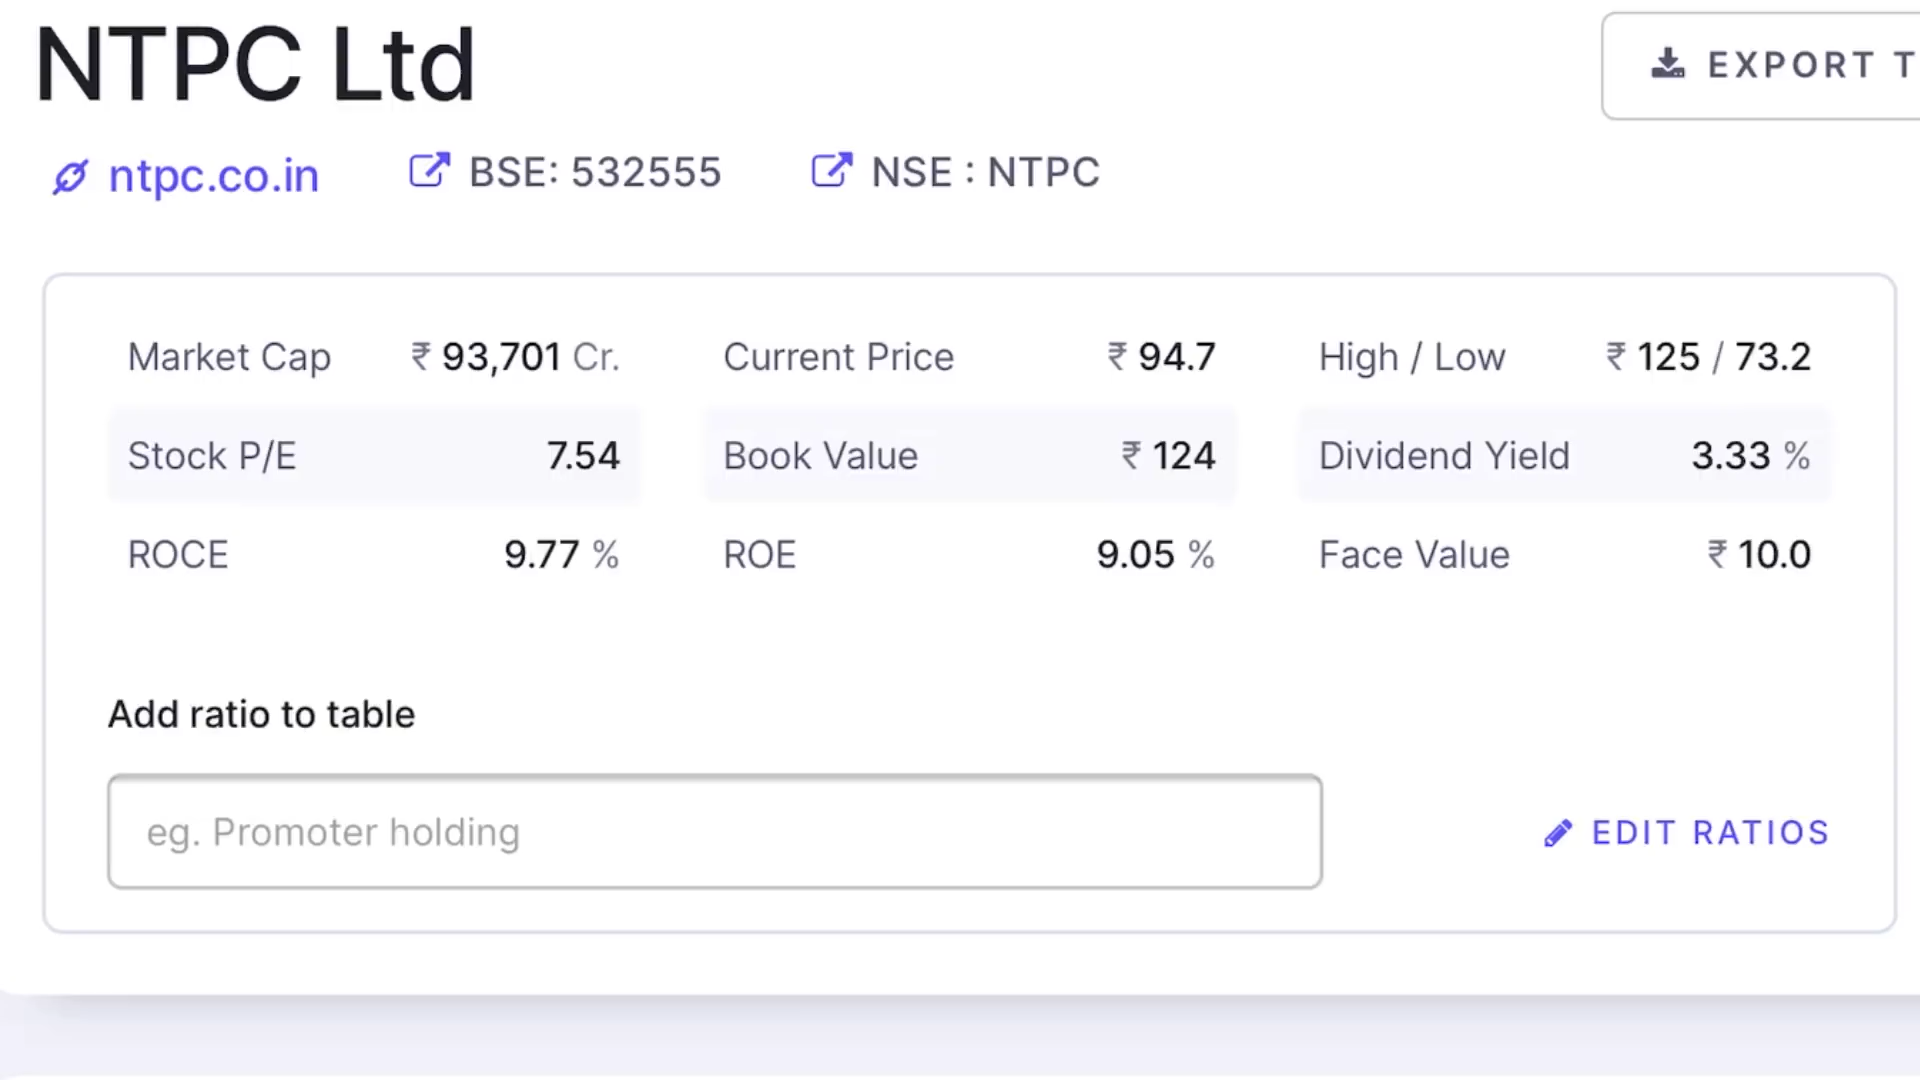 NTPC Ltd
EXPORT T
ntpc.co.in BSE: 532555 NSE : NTPC
Market Cap ₹ 93,701 Cr. Current Price ₹ 94.7 High / Low ₹ 125 / 73.2
Stock P/E 7.54 Book Value ₹ 124 Dividend Yield 3.33 %
ROCE 9.77 % ROE 9.05 % Face Value ₹ 10.0
Add ratio to table
eg. Promoter holding
EDIT RATIOS